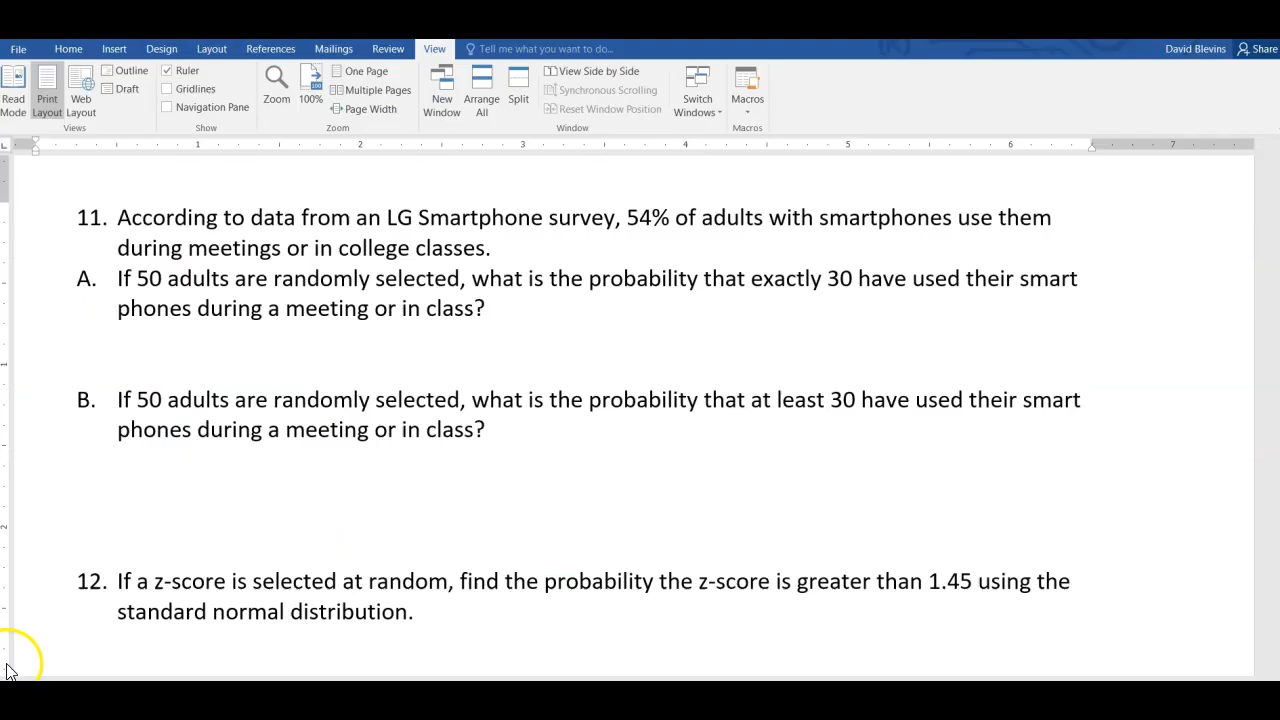 File Home Insert Design Layout References Mailings Review View Tell me what you want to do... David Blevins Share
Read Mode Print Layout Web Layout Outline Draft Ruler Gridlines Navigation Pane Zoom 100% One Page Multiple Pages Page Width New Window Arrange All Split View Side by Side Synchronous Scrolling Reset Window Position Switch Windows Macros
Views Show Zoom Window Macros
1 2 3 4 5 6 7
11. According to data from an LG Smartphone survey, 54% of adults with smartphones use them
during meetings or in college classes.
A. If 50 adults are randomly selected, what is the probability that exactly 30 have used their smart
phones during a meeting or in class?
B. If 50 adults are randomly selected, what is the probability that at least 30 have used their smart
phones during a meeting or in class?
12. If a z-score is selected at random, find the probability the z-score is greater than 1.45 using the
standard normal distribution.